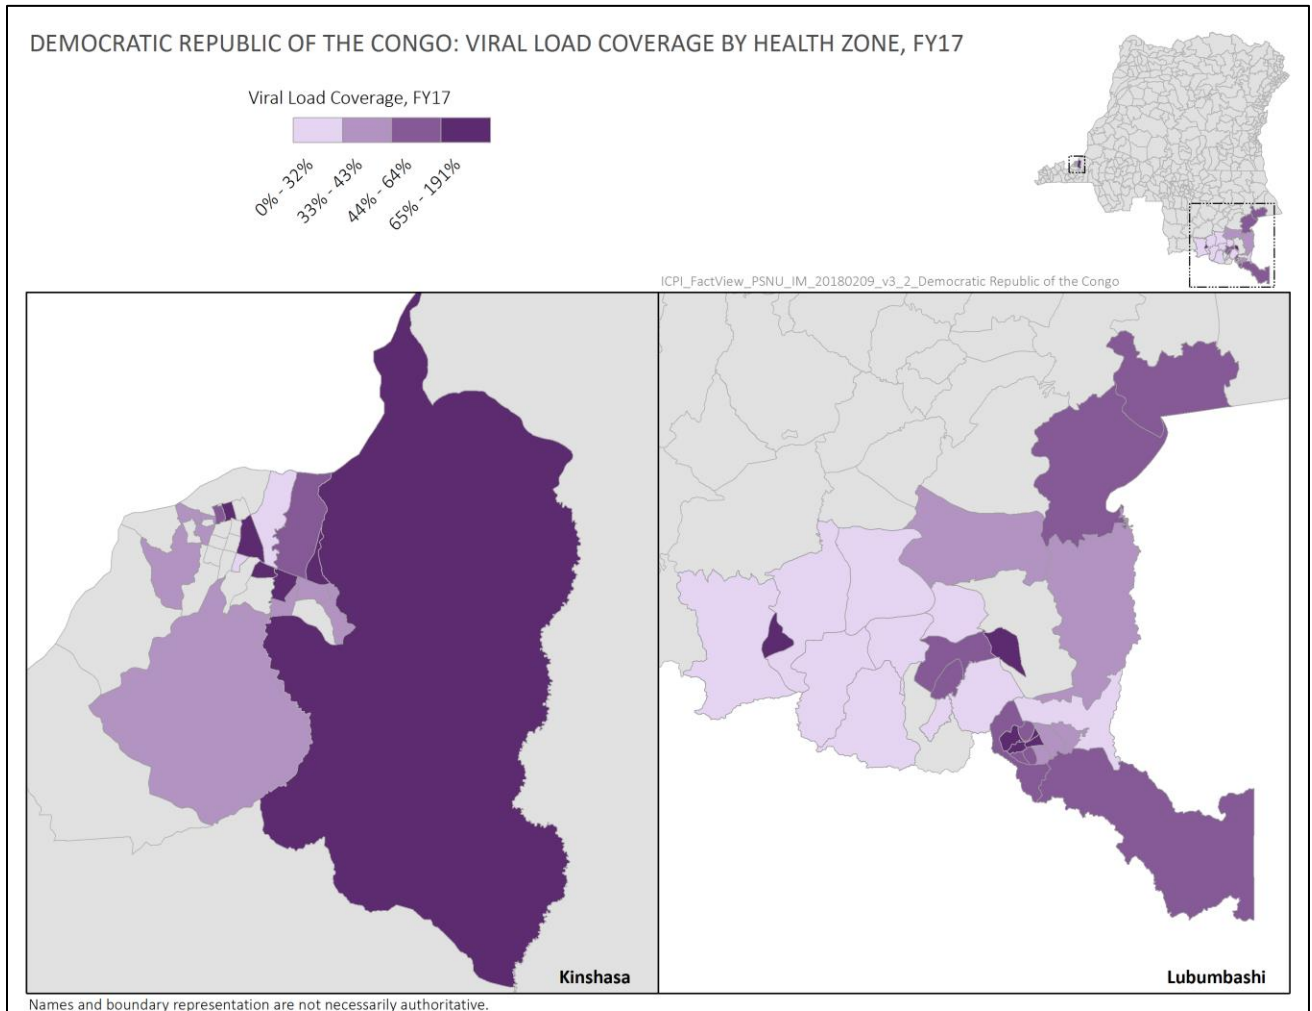 DEMOCRATIC REPUBLIC OF THE CONGO: VIRAL LOAD COVERAGE BY HEALTH ZONE, FY17
Viral Load Coverage, FY17
0% - 32%
33% - 43%
44% - 64%
65% - 191%
ICPI_FactView_PSNU_IM_20180209_v3_2_Democratic Republic of the Congo
Kinshasa
Lubumbashi
Names and boundary representation are not necessarily authoritative.